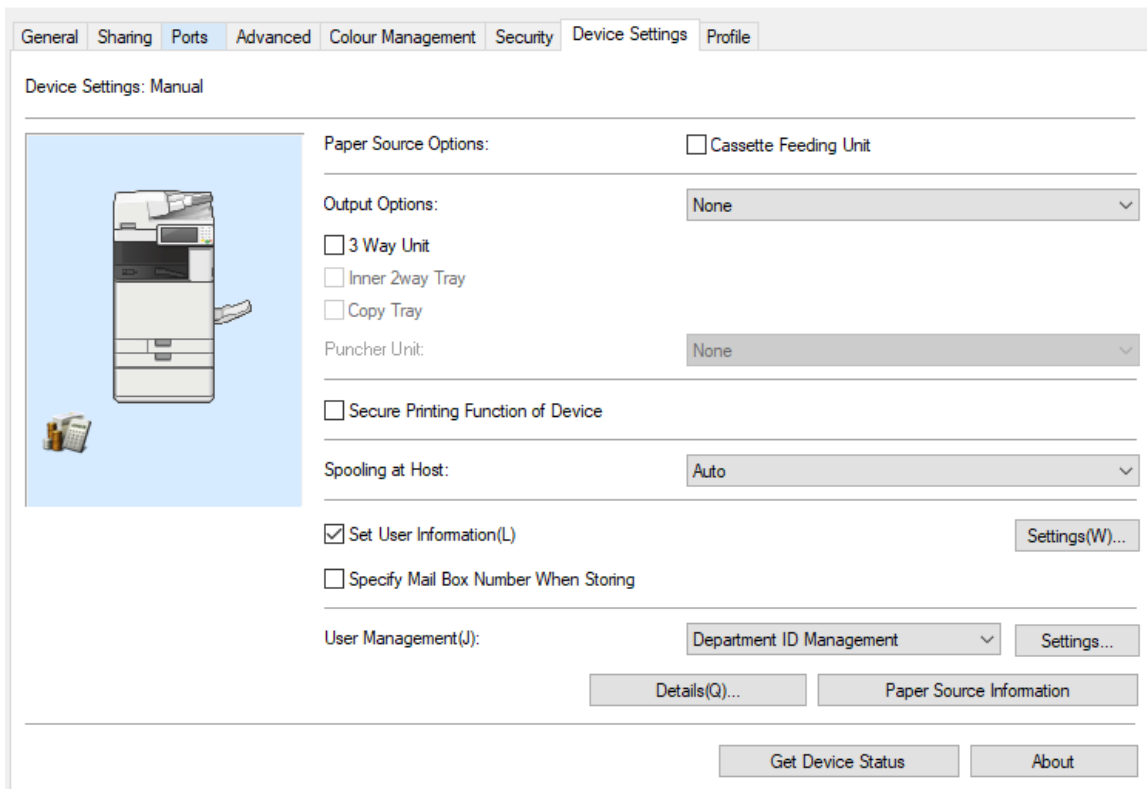 General Sharing Ports Advanced Colour Management Security Device Settings Profile
Device Settings: Manual
Paper Source Options: Cassette Feeding Unit
Output Options: None
3 Way Unit
Inner 2way Tray
Copy Tray
Puncher Unit: None
Secure Printing Function of Device
Spooling at Host: Auto
Set User Information(L) Settings(W)...
Specify Mail Box Number When Storing
User Management(J): Department ID Management Settings...
Details(Q)... Paper Source Information
Get Device Status About